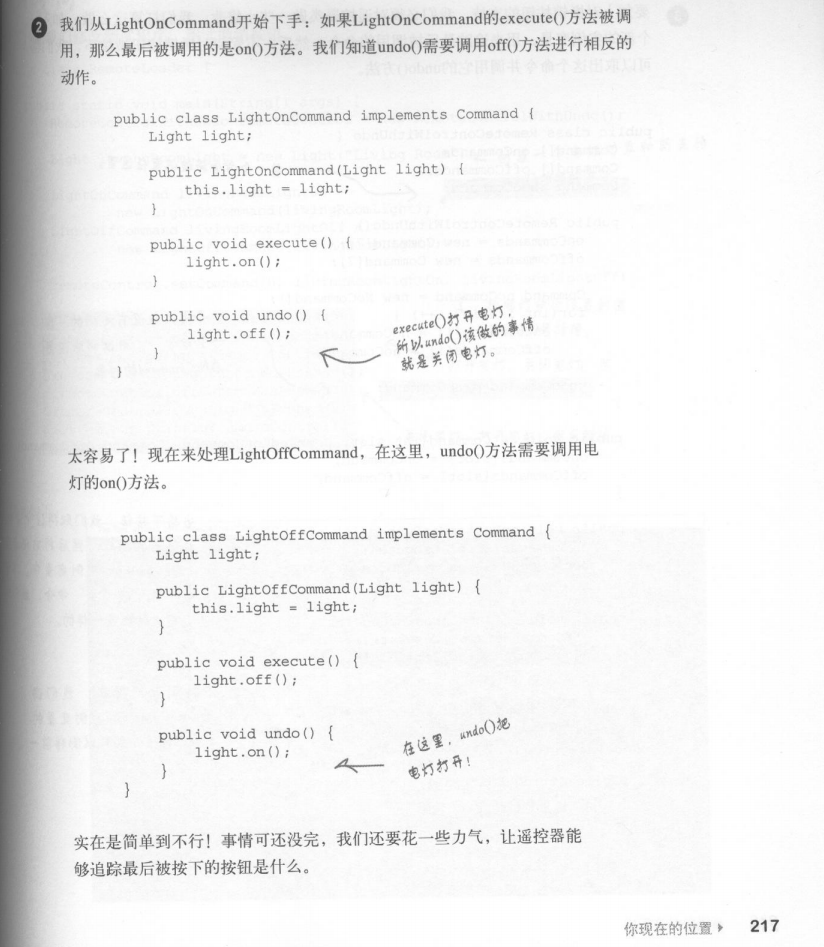 2 我们从LightOnCommand开始下手：如果LightOnCommand的execute()方法被调
用，那么最后被调用的是on()方法。我们知道undo()需要调用off()方法进行相反的
动作。
public class LightOnCommand implements Command {
Light light;
public LightOnCommand(Light light) {
this.light = light;
}
public void execute() {
light.on();
}
public void undo() {
light.off();
}
}
execute()打开电灯，
所以undo()该做的事情
就是关闭电灯。
太容易了！现在来处理LightOffCommand，在这里，undo()方法需要调用电
灯的on()方法。
public class LightOffCommand implements Command {
Light light;
public LightOffCommand(Light light) {
this.light = light;
}
public void execute() {
light.off();
}
public void undo() {
light.on();
}
}
在这里，undo()把
电灯打开！
实在是简单到不行！事情可还没完，我们还要花一些力气，让遥控器能
够追踪最后被按下的按钮是什么。
你现在的位置 217